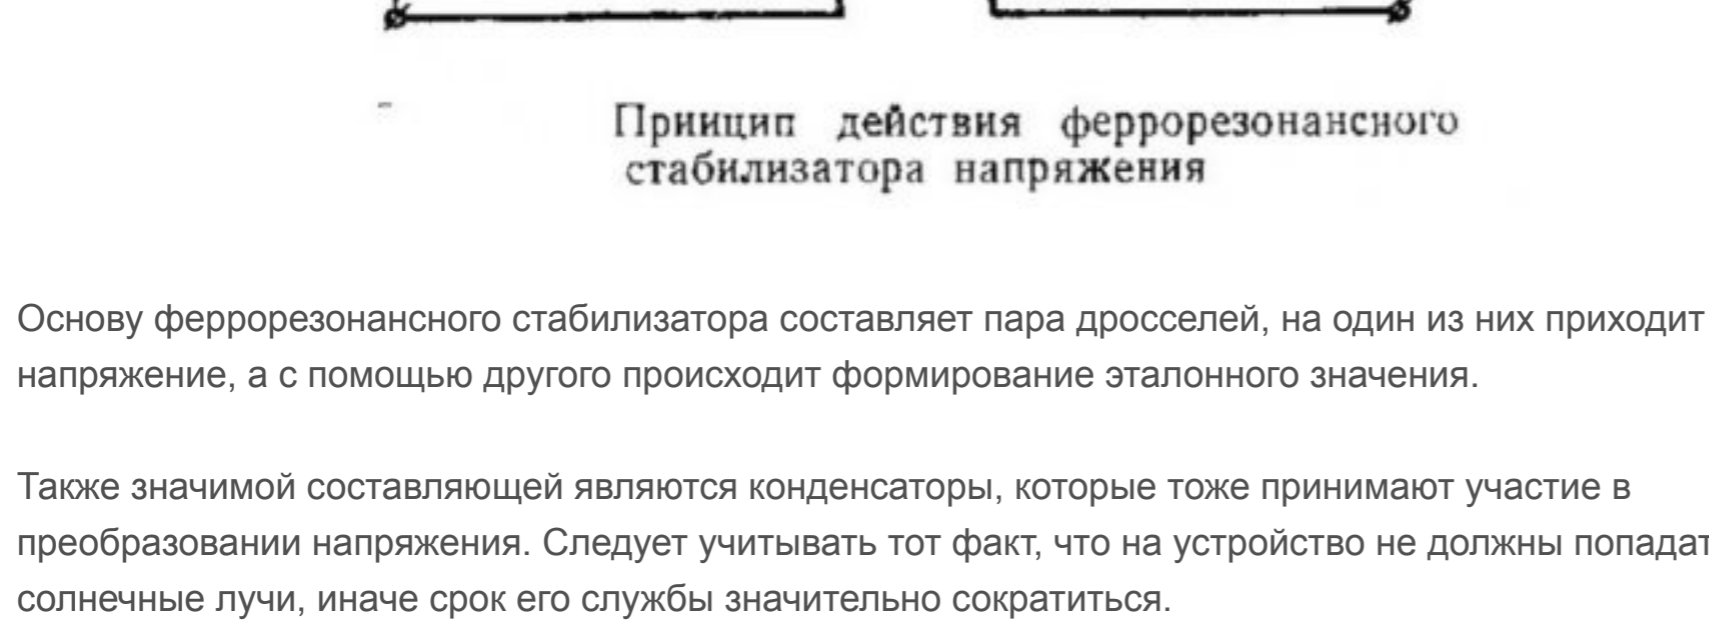 Принцип действия феррорезонансного
стабилизатора напряжения
Основу феррорезонансного стабилизатора составляет пара дросселей, на один из них приходит
напряжение, а с помощью другого происходит формирование эталонного значения.
Также значимой составляющей являются конденсаторы, которые тоже принимают участие в
преобразовании напряжения. Следует учитывать тот факт, что на устройство не должны попадат
солнечные лучи, иначе срок его службы значительно сократиться.